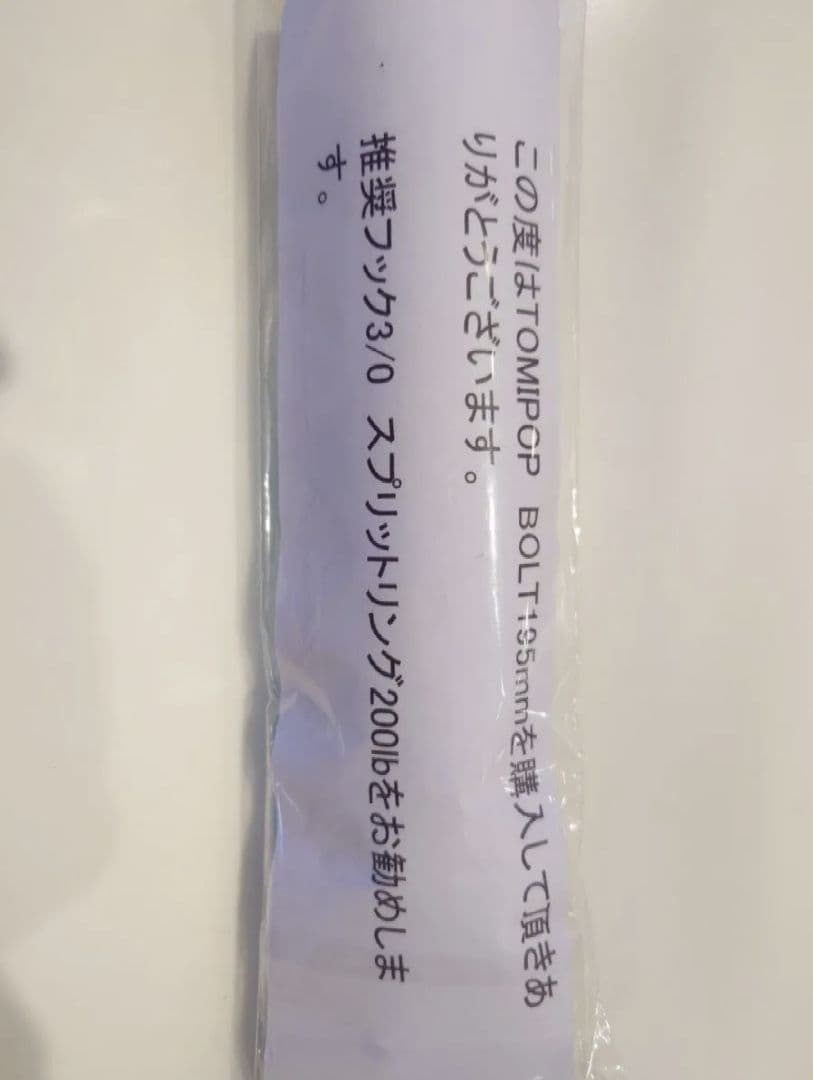 この度はTOMIPOP BOLT195mmを購入して頂きあ
りがとうございます。
推奨フック3/0 スプリットリング200lbをお勧めしま
す。